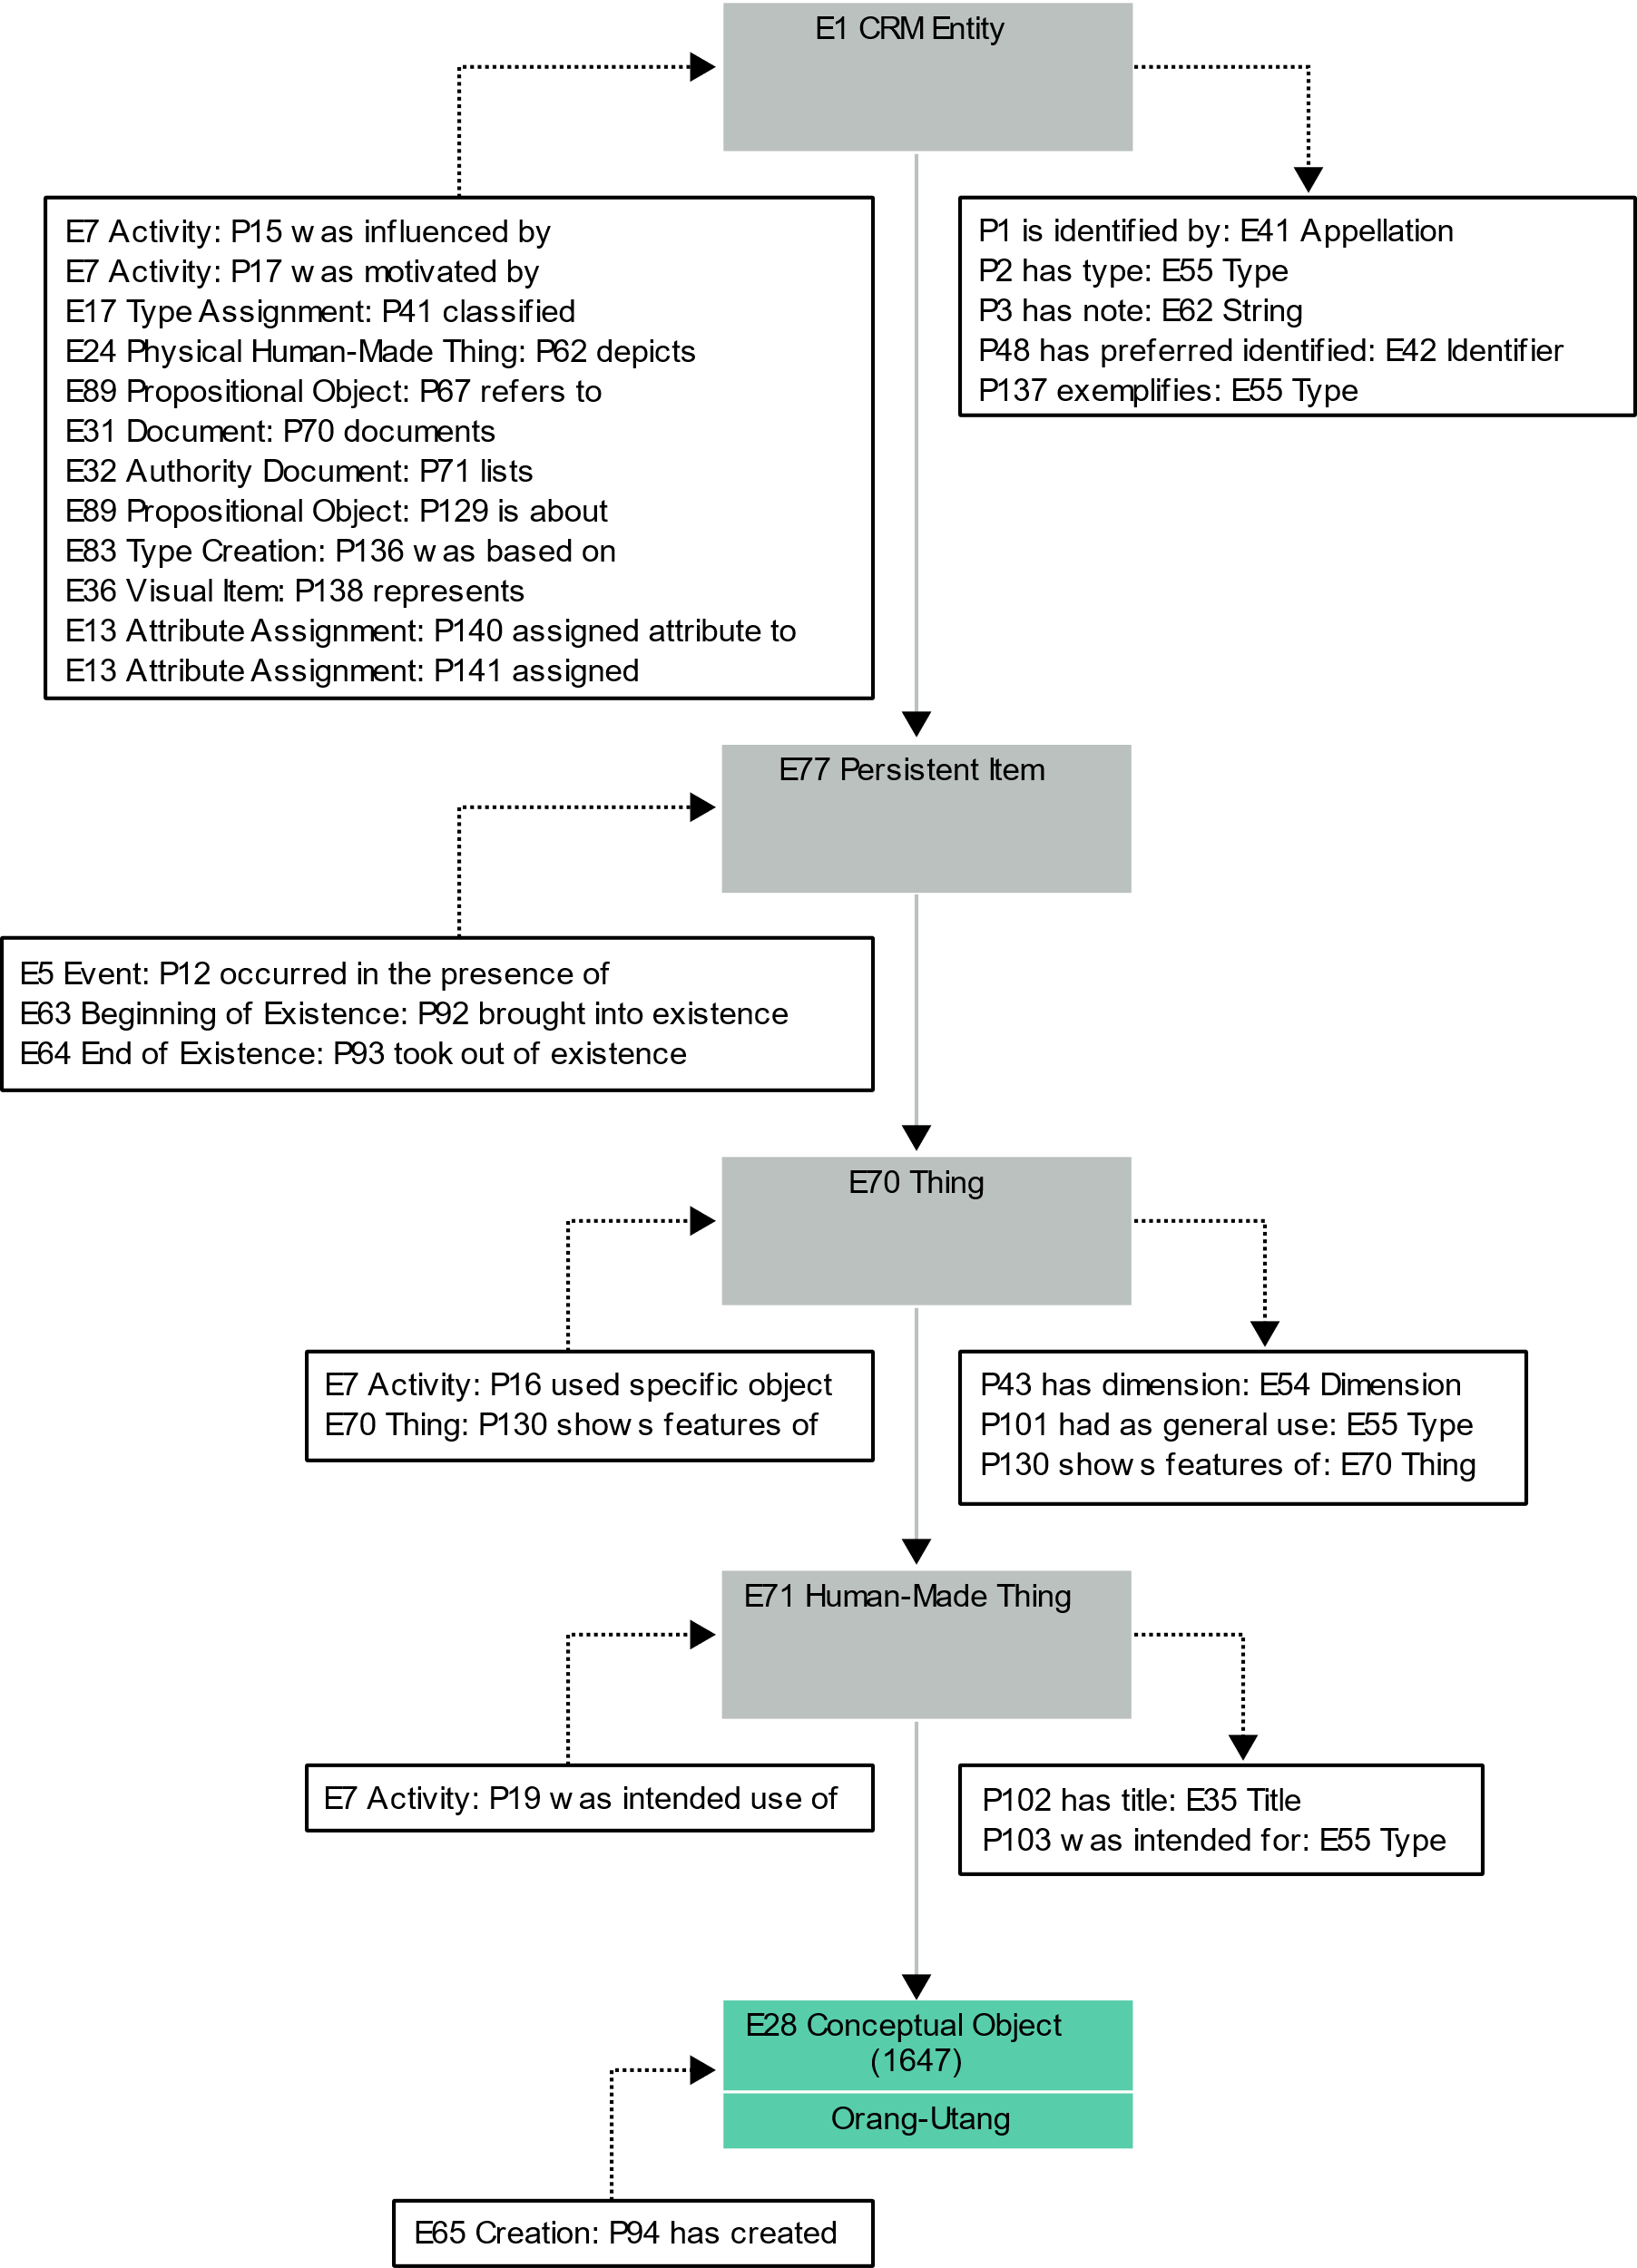 E1 CRM Entity
E7 Activity: P15 was influenced by
E7 Activity: P17 was motivated by
E17 Type Assignment: P41 classified
E24 Physical Human-Made Thing: P62 depicts
E89 Propositional Object: P67 refers to
E31 Document: P70 documents
E32 Authority Document: P71 lists
E89 Propositional Object: P129 is about
E83 Type Creation: P136 was based on
E36 Visual Item: P138 represents
E13 Attribute Assignment: P140 assigned attribute to
E13 Attribute Assignment: P141 assigned
P1 is identified by: E41 Appellation
P2 has type: E55 Type
P3 has note: E62 String
P48 has preferred identified: E42 Identifier
P137 exemplifies: E55 Type
E77 Persistent Item
E5 Event: P12 occurred in the presence of
E63 Beginning of Existence: P92 brought into existence
E64 End of Existence: P93 took out of existence
E70 Thing
E7 Activity: P16 used specific object
E70 Thing: P130 shows features of
P43 has dimension: E54 Dimension
P101 had as general use: E55 Type
P130 shows features of: E70 Thing
E71 Human-Made Thing
E7 Activity: P19 was intended use of
P102 has title: E35 Title
P103 was intended for: E55 Type
E28 Conceptual Object
(1647)
Orang-Utang
E65 Creation: P94 has created